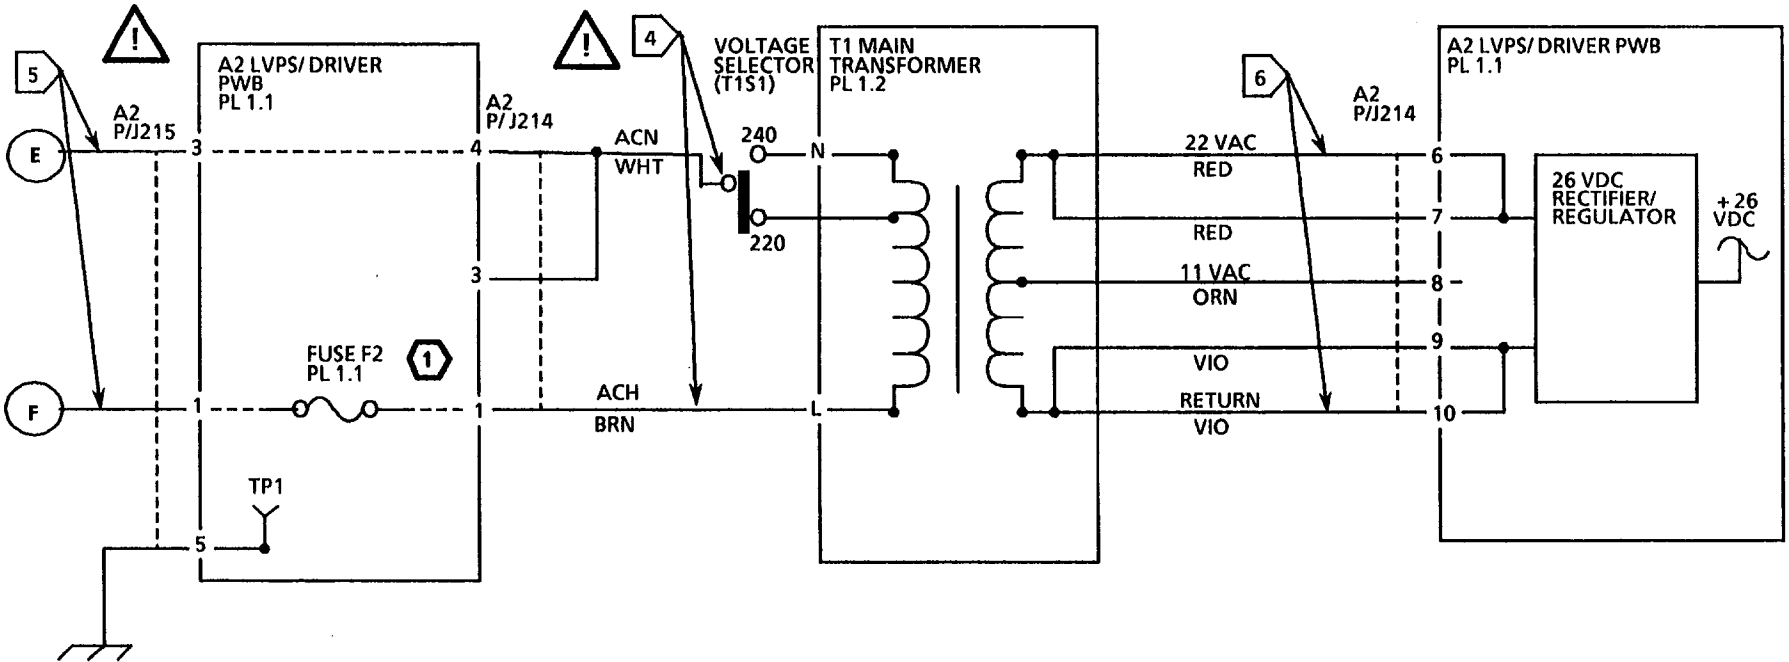 5
!
A2
P/J215
E
F
A2 LVPS/ DRIVER
PWB
PL 1.1
3
4
3
FUSE F2
PL 1.1
1
1
1
TP1
5
A2
P/ J214
!
4
ACN
WHT
ACH
BRN
VOLTAGE
SELECTOR
(T1S1)
240
220
T1 MAIN
TRANSFORMER
PL 1.2
N
L
6
22 VAC
RED
RED
11 VAC
ORN
VIO
RETURN
VIO
A2
P/J214
A2 LVPS/ DRIVER PWB
PL 1.1
6
7
8
9
10
26 VDC
RECTIFIER/
REGULATOR
+26
VDC